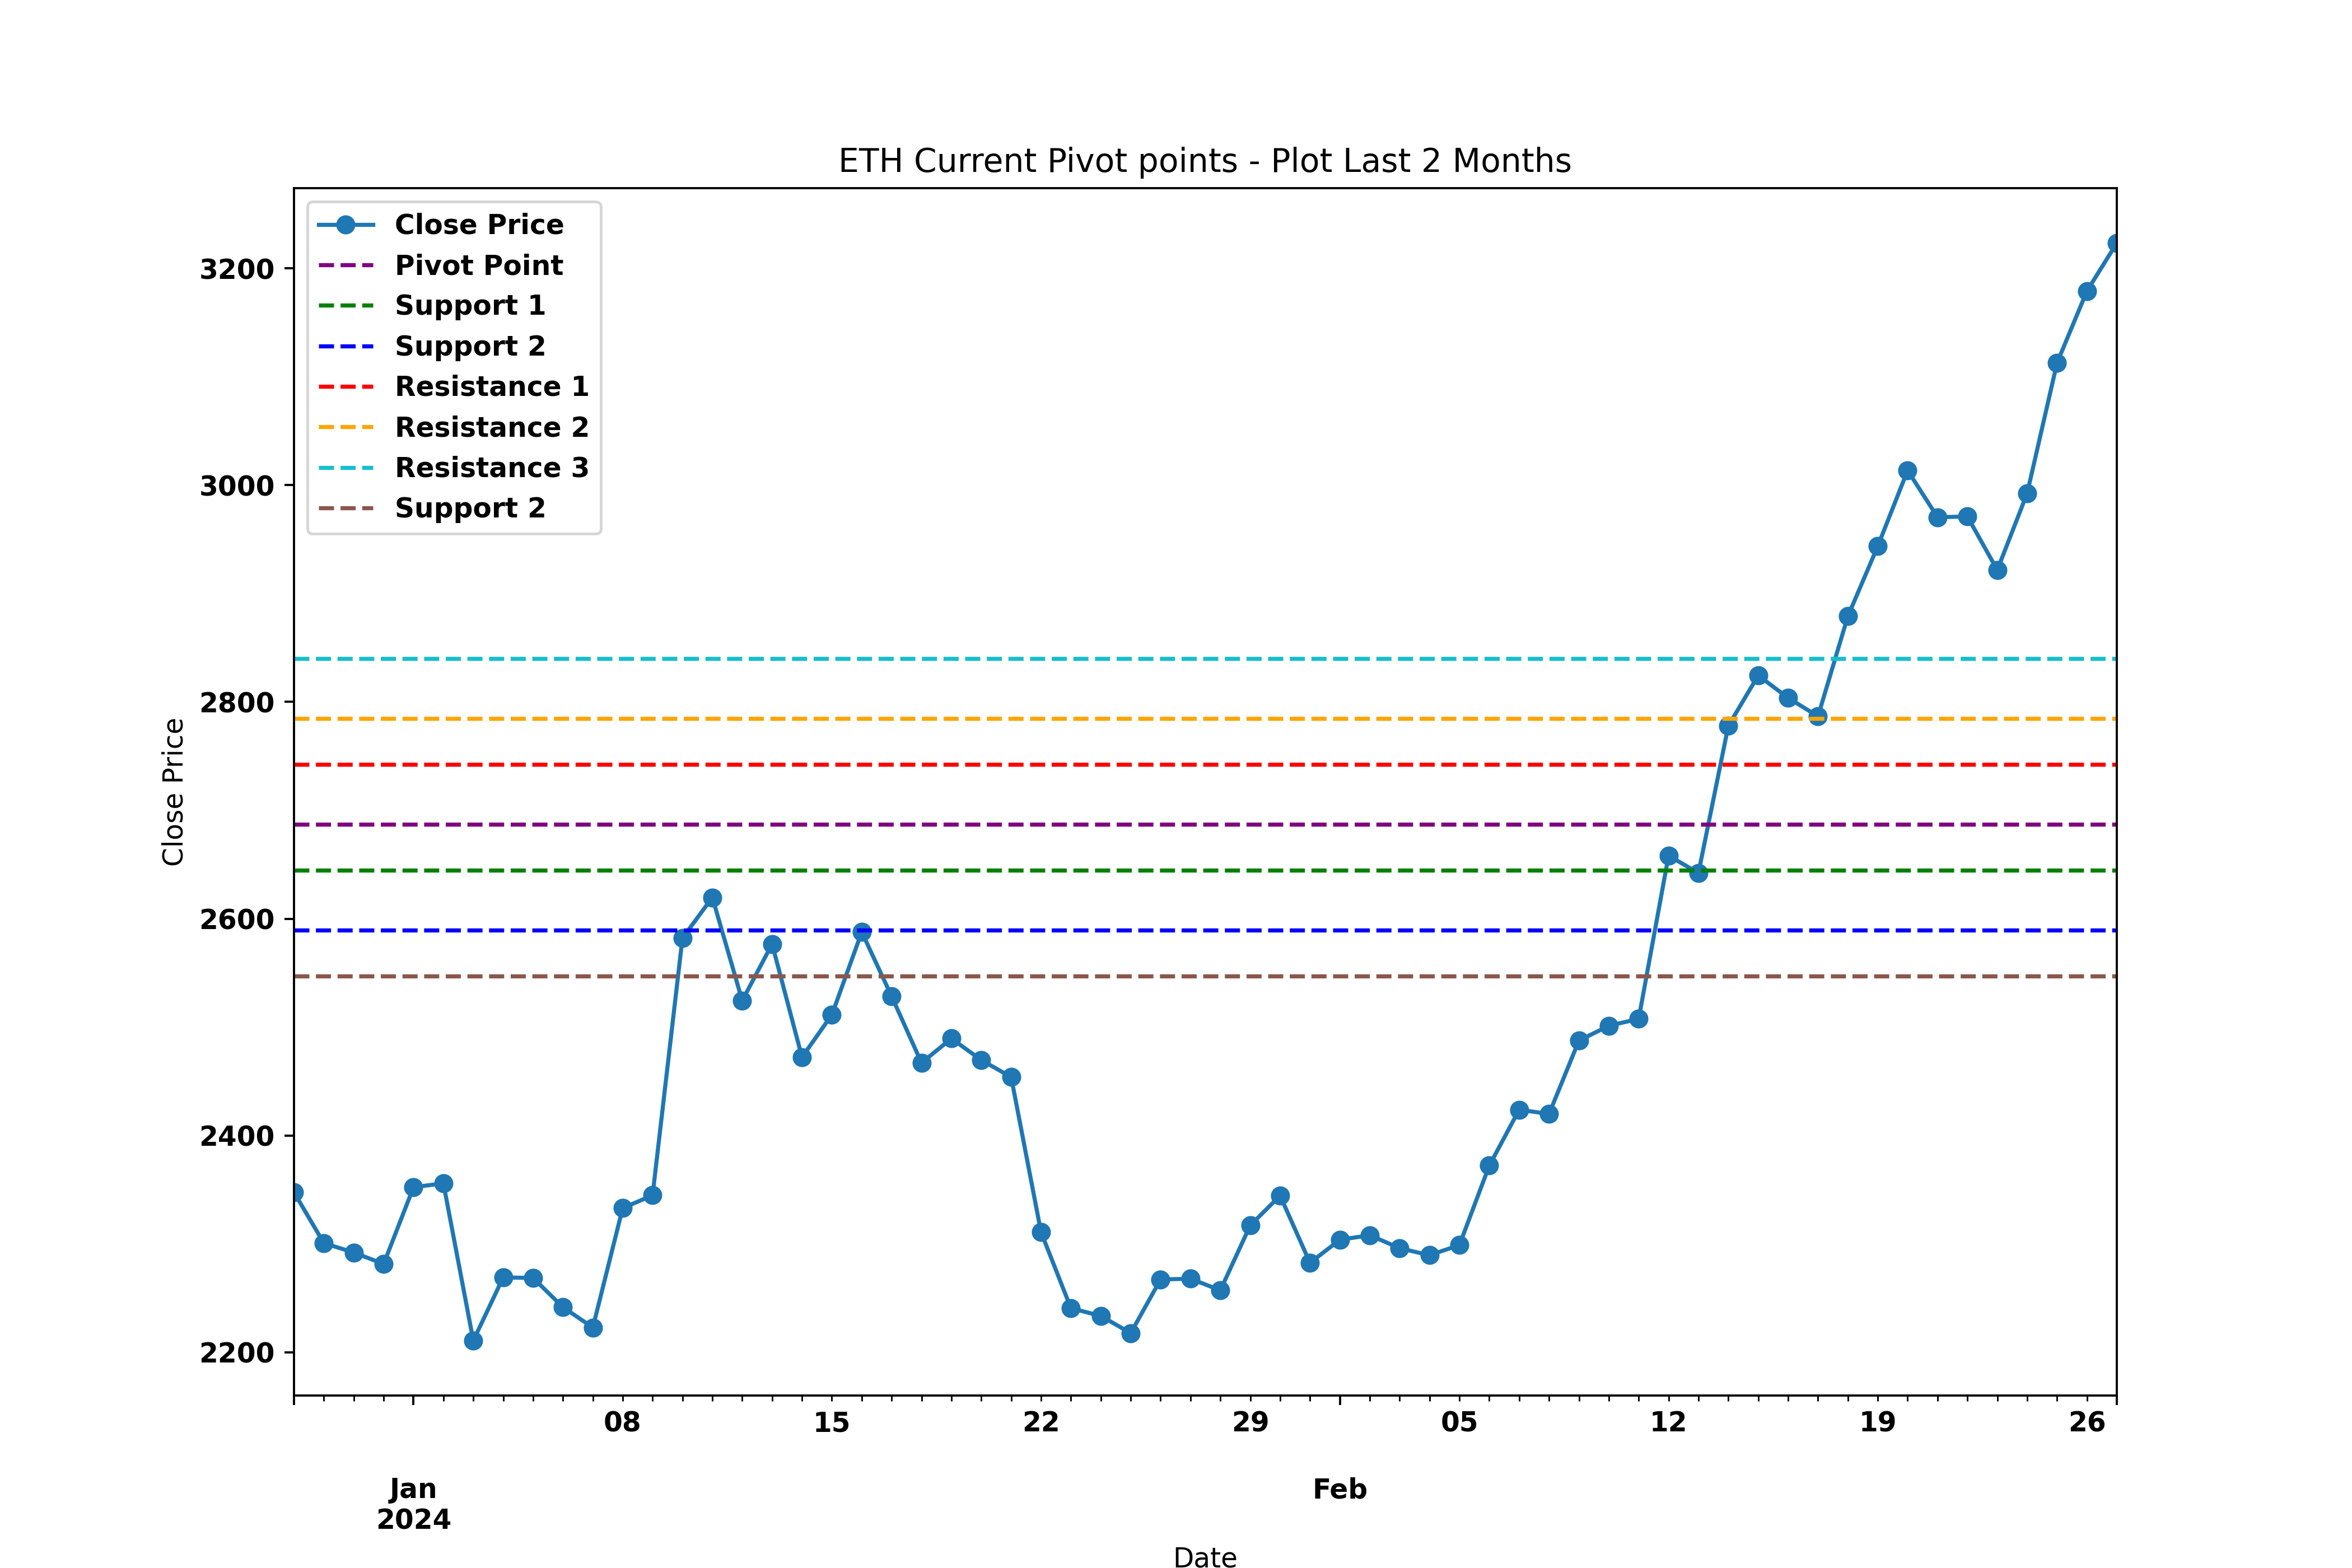 ETH Current Pivot points - Plot Last 2 Months
Close Price
Pivot Point
Support 1
Support 2
Resistance 1
Resistance 2
Resistance 3
Support 2
3200
3000
2800
2600
2400
2200
Close Price
08 15 22 29 05 12 19 26
Jan Feb
2024
Date